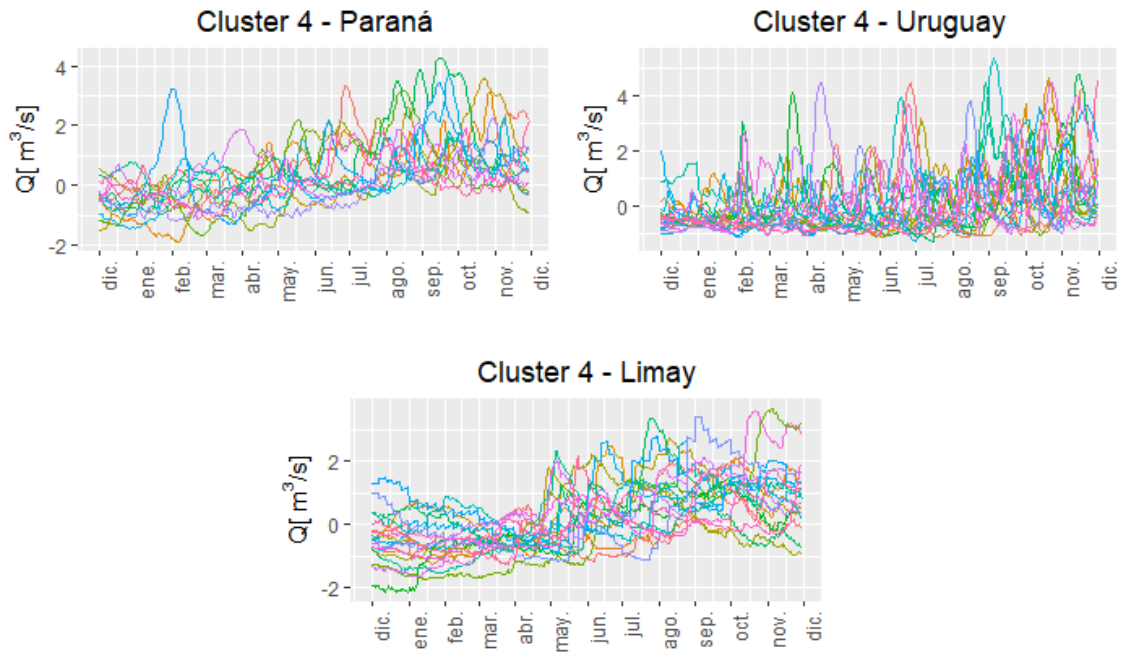 Cluster 4 - Paraná
Q[ m³/s]
4
2
0
-2
dic.
ene.
feb.
mar.
abr.
may.
jun.
jul.
ago.
sep.
oct.
nov.
dic.
Cluster 4 - Uruguay
Q[ m³/s]
4
2
0
dic.
ene.
feb.
mar.
abr.
may.
jun.
jul.
ago.
sep.
oct.
nov.
dic.
Cluster 4 - Limay
Q[ m³/s]
2
0
-2
dic.
ene.
feb.
mar.
abr.
may.
jun.
jul.
ago.
sep.
oct.
nov.
dic.